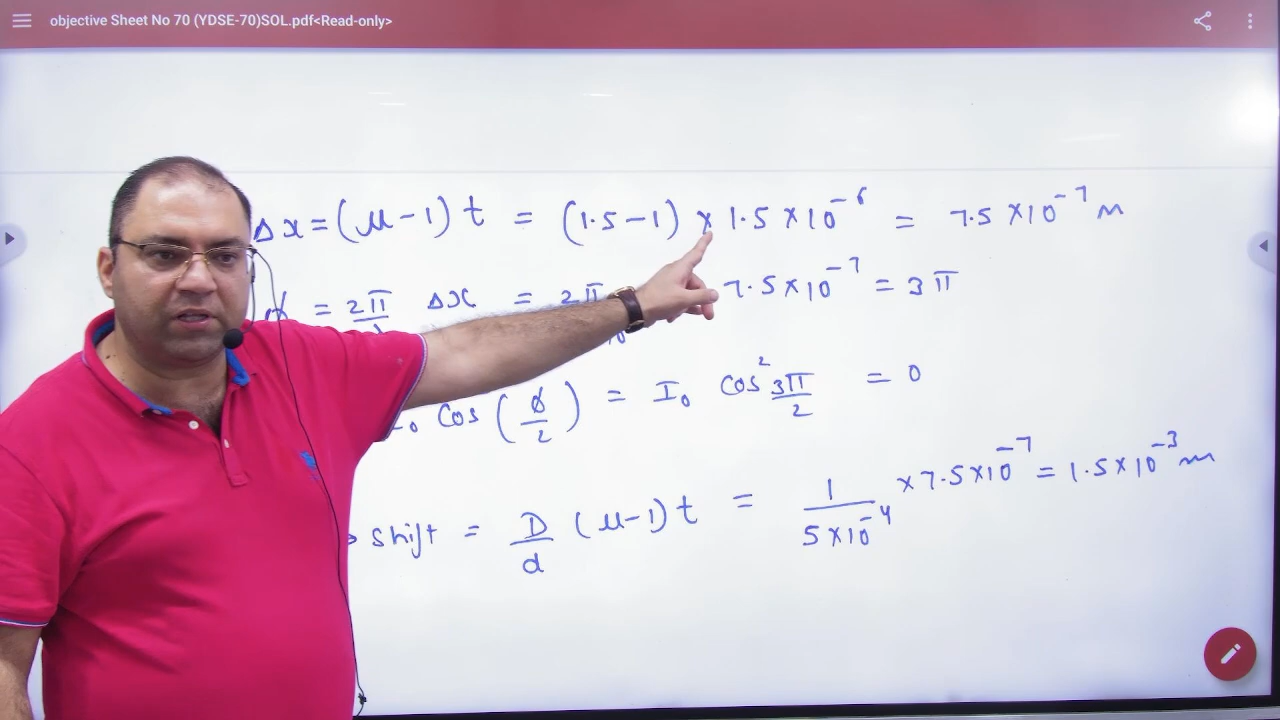 objective Sheet No 70 (YDSE-70)SOL.pdf<Read-only>
Δx = (μ - 1) t = (1.5 - 1) × 1.5 × 10⁻⁶ = 7.5 × 10⁻⁷ m
ϕ = 2π Δx = 2π 7.5 × 10⁻⁷ = 3π
cos (ϕ/2) = I₀ cos² 3π/2 = 0
shift = D/d (μ-1) t = 1/5×10⁻⁴ × 7.5×10⁻⁷ = 1.5×10⁻³ m